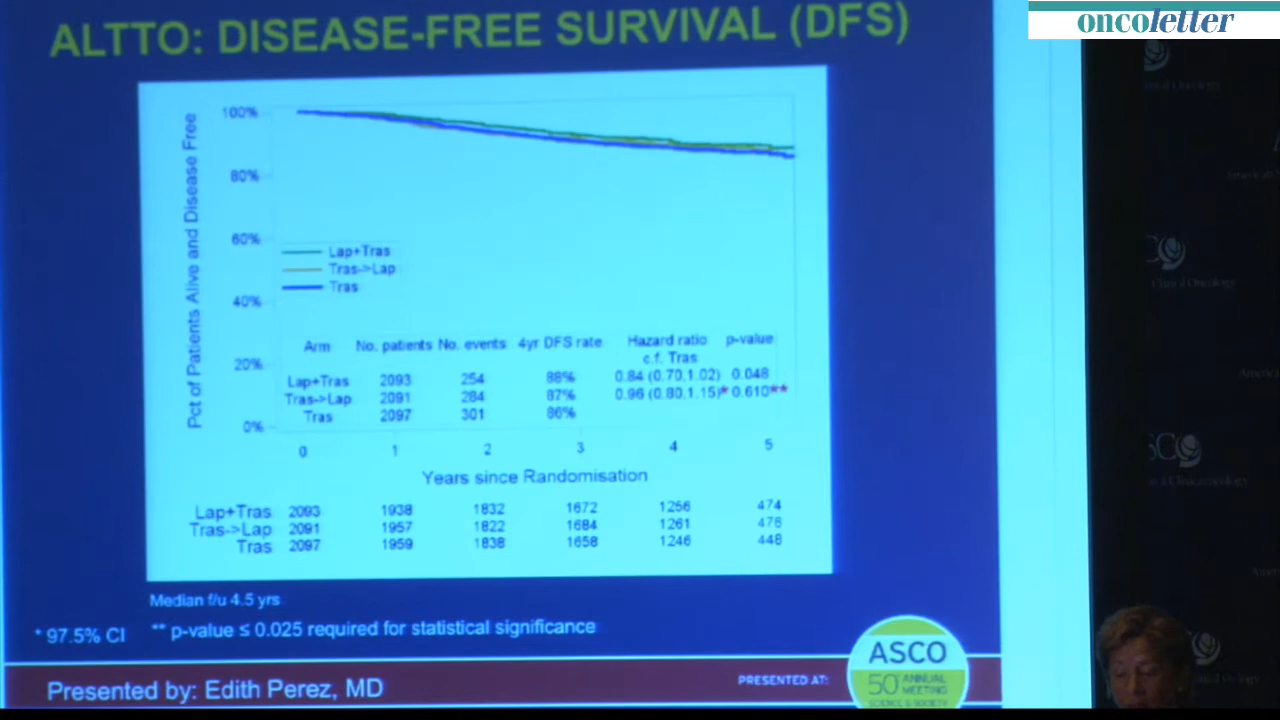 oncoletter
ALTTO: DISEASE-FREE SURVIVAL (DFS)
Pct of Patients Alive and Disease Free
100%
80%
60%
40%
20%
0%
Lap+Tras
Tras->Lap
Tras
Arm No. patients No. events 4yr DFS rate Hazard ratio p-value
c.f. Tras
Lap+Tras 2093 254 88% 0.84 (0.70,1.02) 0.048
Tras->Lap 2091 284 87% 0.96 (0.80,1.15)* 0.610**
Tras 2097 301 86%
0 1 2 3 4 5
Years since Randomisation
Lap+Tras 2093 1938 1832 1672 1256 474
Tras->Lap 2091 1957 1822 1684 1261 476
Tras 2097 1959 1838 1658 1246 448
Median f/u 4.5 yrs
* 97.5% CI ** p-value ≤ 0.025 required for statistical significance
Presented by: Edith Perez, MD
PRESENTED AT:
ASCO
50 ANNUAL
MEETING
SCIENCE & SOCIETY